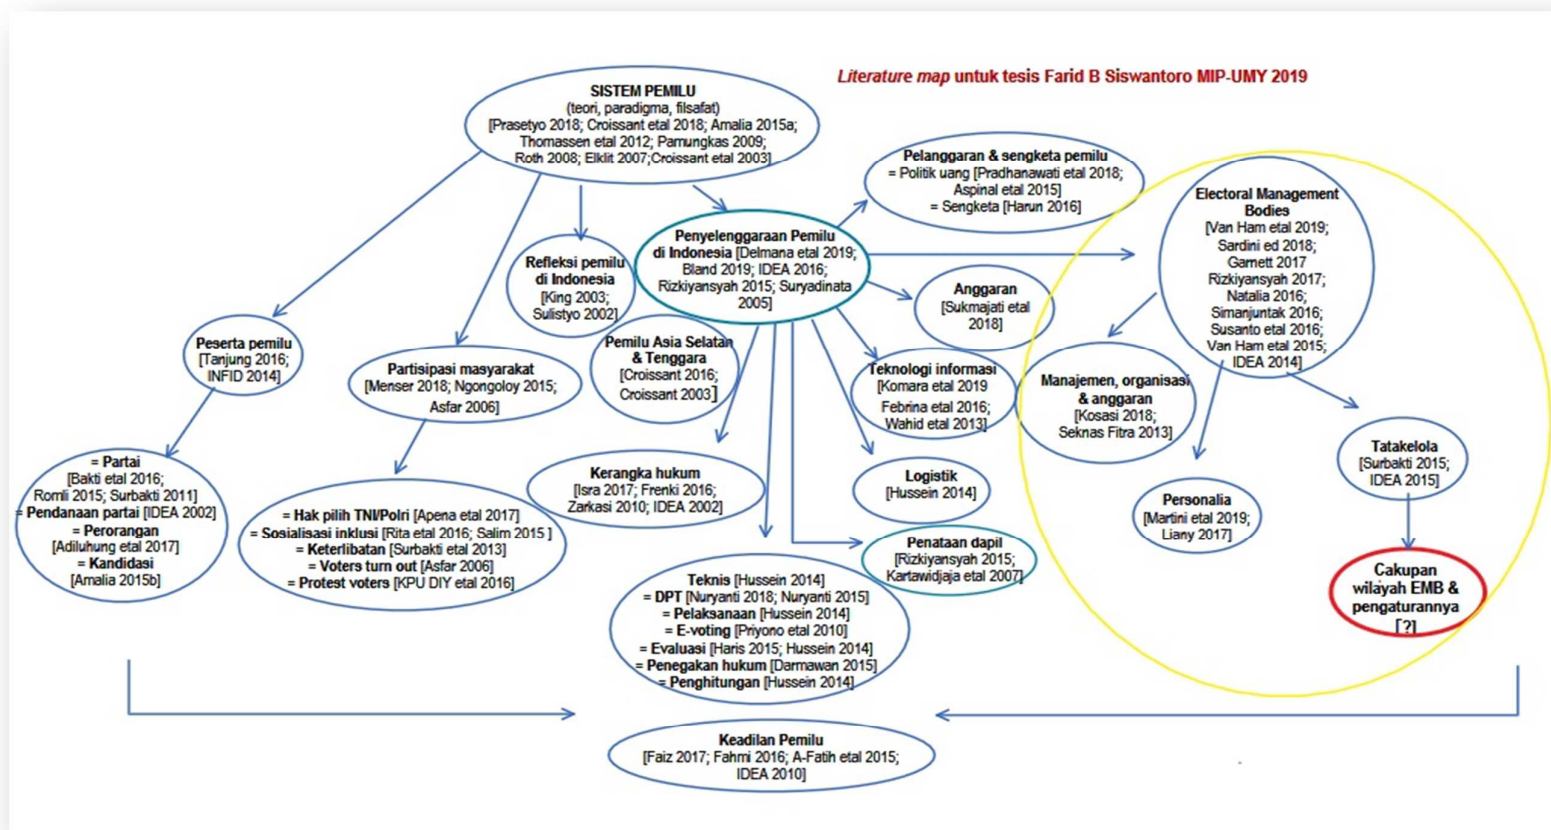 Literature map untuk tesis Farid B Siswantoro MIP-UMY 2019
SISTEM PEMILU
(teori, paradigma, filsafat)
[Prasetyo 2018; Croissant etal 2018; Amalia 2015a;
Thomassen etal 2012; Pamungkas 2009;
Roth 2008; Elklit 2007;Croissant etal 2003]
Pelanggaran & sengketa pemilu
= Politik uang [Pradhanawati etal 2018;
Aspinal etal 2015]
= Sengketa [Harun 2016]
Electoral Management
Bodies
[Van Ham etal 2019;
Sardini ed 2018;
Garnett 2017
Rizkiyansyah 2017;
Natalia 2016;
Simanjuntak 2016;
Susanto etal 2016;
Van Ham etal 2015;
IDEA 2014]
Penyelenggaraan Pemilu
di Indonesia [Delmana etal 2019;
Bland 2019; IDEA 2016;
Rizkiyansyah 2015; Suryadinata
2005]
Refleksi pemilu
di Indonesia
[King 2003;
Sulistyo 2002]
Anggaran
[Sukmajati etal
2018]
Peserta pemilu
[Tanjung 2016;
INFID 2014]
Partisipasi masyarakat
[Menser 2018; Ngongoloy 2015;
Asfar 2006]
Pemilu Asia Selatan
& Tenggara
[Croissant 2016;
Croissant 2003]
Teknologi informasi
[Komara etal 2019
Febrina etal 2016;
Wahid etal 2013]
Manajemen, organisasi
& anggaran
[Kosasi 2018;
Seknas Fitra 2013]
Tatakelola
[Surbakti 2015;
IDEA 2015]
= Partai
[Bakti etal 2016;
Romli 2015; Surbakti 2011]
= Pendanaan partai [IDEA 2002]
= Perorangan
[Adiluhung etal 2017]
= Kandidasi
[Amalia 2015b]
= Hak pilih TNI/Polri [Apena etal 2017]
= Sosialisasi inklusi [Rita etal 2016; Salim 2015 ]
= Keterlibatan [Surbakti etal 2013]
= Voters turn out [Asfar 2006]
= Protest voters [KPU DIY etal 2016]
Kerangka hukum
[Isra 2017; Frenki 2016;
Zarkasi 2010; IDEA 2002]
Logistik
[Hussein 2014]
Personalia
[Martini etal 2019;
Liany 2017]
Penataan dapil
[Rizkiyansyah 2015;
Kartawidjaja etal 2007]
Cakupan
wilayah EMB &
pengaturannya
[?]
Teknis [Hussein 2014]
= DPT [Nuryanti 2018; Nuryanti 2015]
= Pelaksanaan [Hussein 2014]
= E-voting [Priyono etal 2010]
= Evaluasi [Haris 2015; Hussein 2014]
= Penegakan hukum [Darmawan 2015]
= Penghitungan [Hussein 2014]
Keadilan Pemilu
[Faiz 2017; Fahmi 2016; A-Fatih etal 2015;
IDEA 2010]